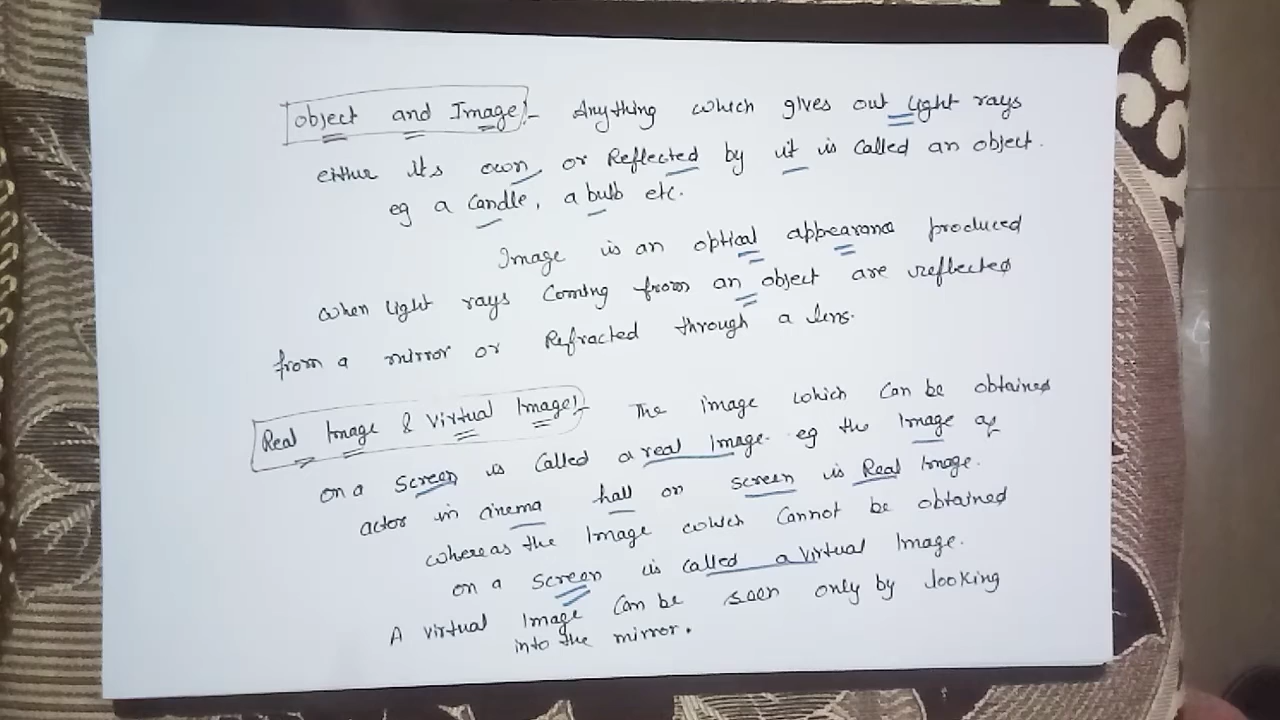 Object and Image:- Anything which gives out light rays
either its own, or Reflected by it is called an object.
eg a candle, a bulb etc.
Image is an optical appearance produced
when light rays coming from an object are reflected
from a mirror or Refracted through a lens.
Real Image & Virtual Image:- The image which can be obtained
on a screen is called a real Image. eg the Image of
actor in cinema hall on screen is Real Image.
whereas the Image which cannot be obtained
on a screen is called a virtual Image.
A virtual Image can be seen only by looking
into the mirror.